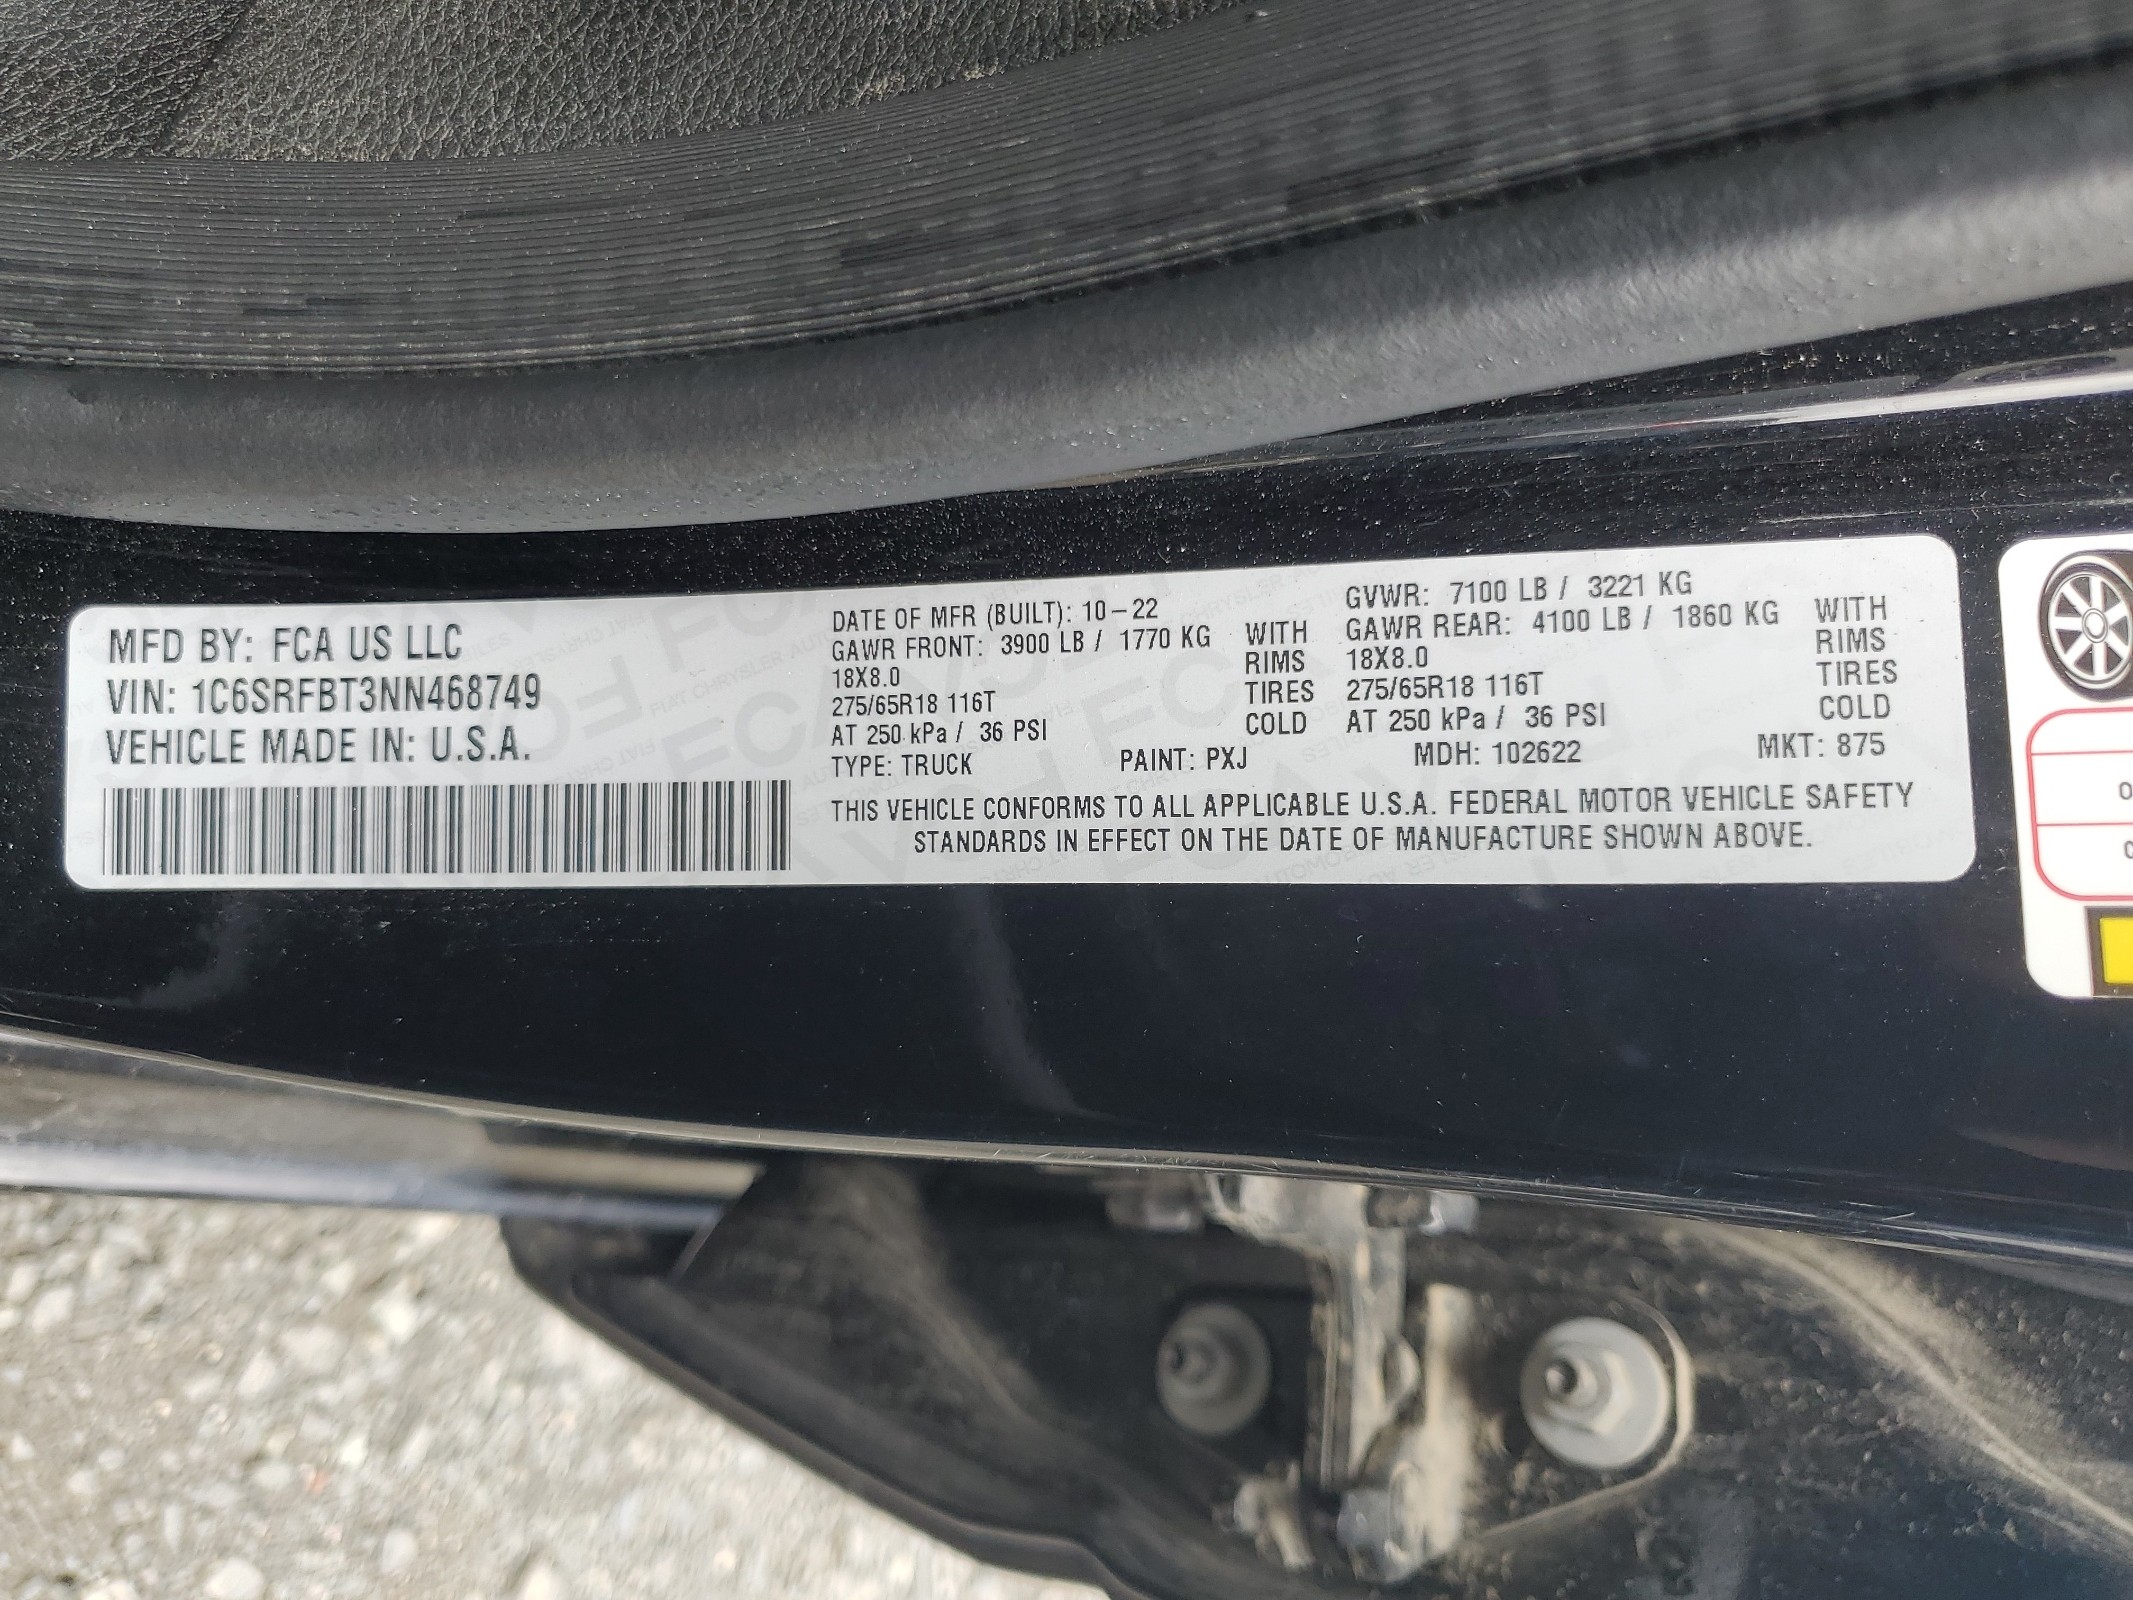 MFD BY: FCA US LLC
VIN: 1C6SRFBT3NN468749
VEHICLE MADE IN: U.S.A.
DATE OF MFR (BUILT): 10-22
GAWR FRONT: 3900 LB / 1770 KG WITH
18X8.0 RIMS
275/65R18 116T TIRES
AT 250 kPa / 36 PSI COLD
GVWR: 7100 LB / 3221 KG
GAWR REAR: 4100 LB / 1860 KG WITH
18X8.0 RIMS
275/65R18 116T TIRES
AT 250 kPa / 36 PSI COLD
TYPE: TRUCK PAINT: PXJ MDH: 102622 MKT: 875
THIS VEHICLE CONFORMS TO ALL APPLICABLE U.S.A. FEDERAL MOTOR VEHICLE SAFETY
STANDARDS IN EFFECT ON THE DATE OF MANUFACTURE SHOWN ABOVE.